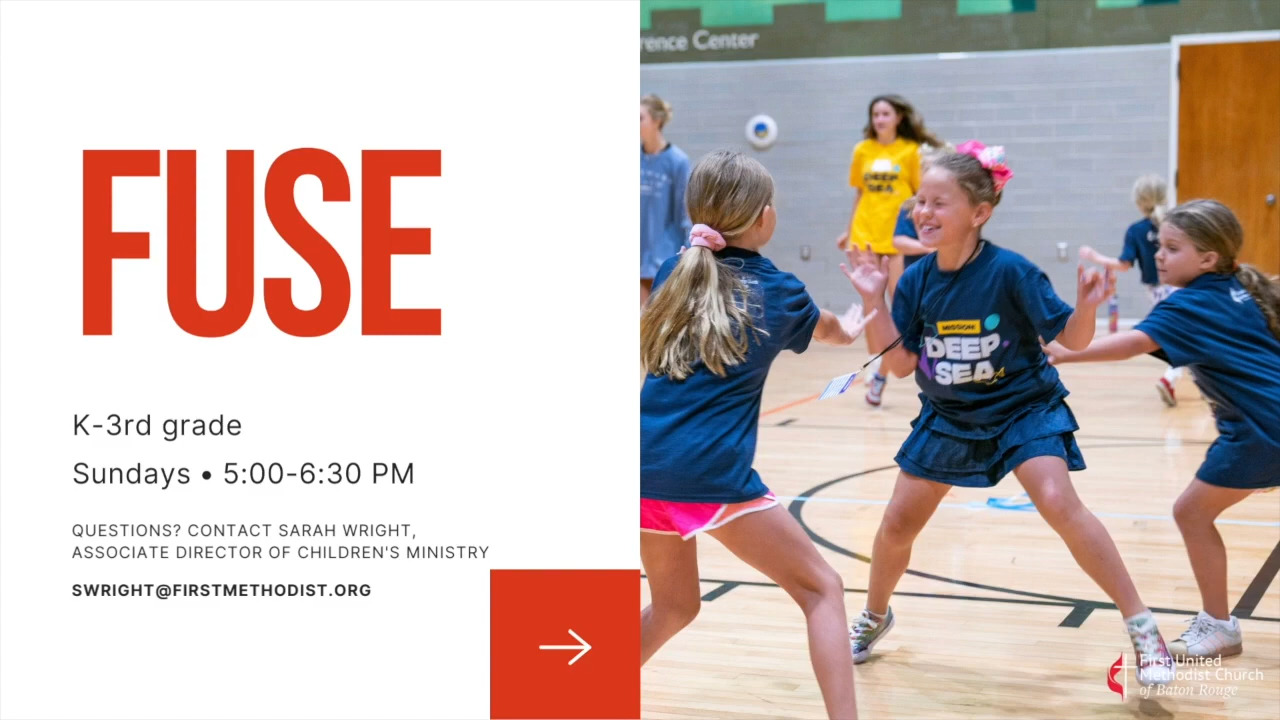 FUSE
K-3rd grade
Sundays • 5:00-6:30 PM
QUESTIONS? CONTACT SARAH WRIGHT,
ASSOCIATE DIRECTOR OF CHILDREN'S MINISTRY
SWRIGHT@FIRSTMETHODIST.ORG
rence Center
DEEP
SEA
MISSION
DEEP
SEA
First United
Methodist Church
of Baton Rouge